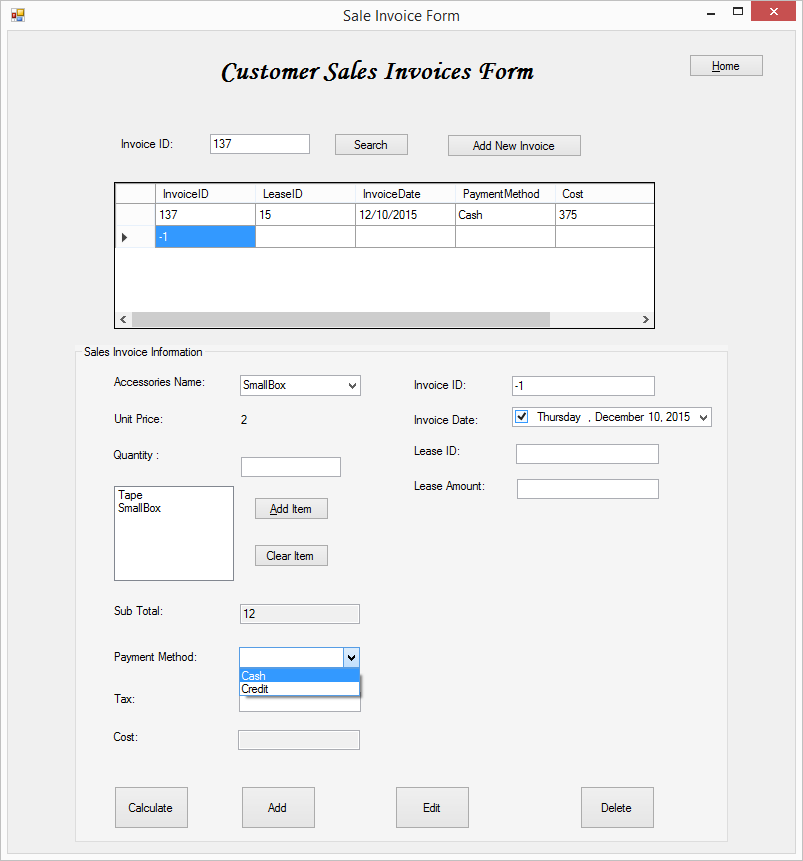 Sale Invoice Form
Customer Sales Invoices Form
Home
Invoice ID: 137 Search Add New Invoice
InvoiceID LeaseID InvoiceDate PaymentMethod Cost
137 15 12/10/2015 Cash 375
-1
Sales Invoice Information
Accessories Name: SmallBox
Unit Price: 2
Quantity :
Tape
SmallBox
Add Item
Clear Item
Sub Total: 12
Payment Method:
Cash
Credit
Tax:
Cost:
Invoice ID: -1
Invoice Date: Thursday , December 10, 2015
Lease ID:
Lease Amount:
Calculate Add Edit Delete